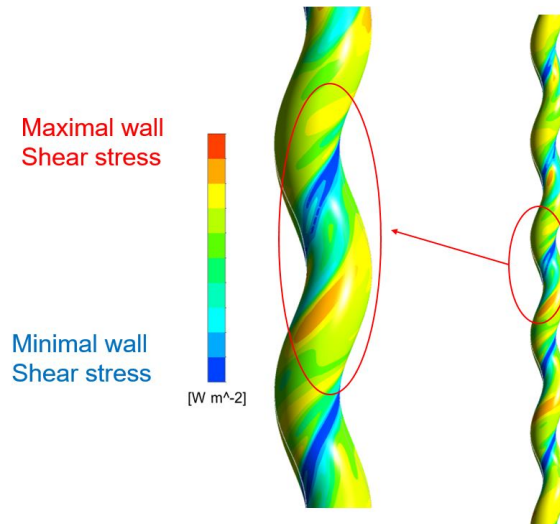 Maximal wall
Shear stress
Minimal wall
Shear stress
[W m^-2]